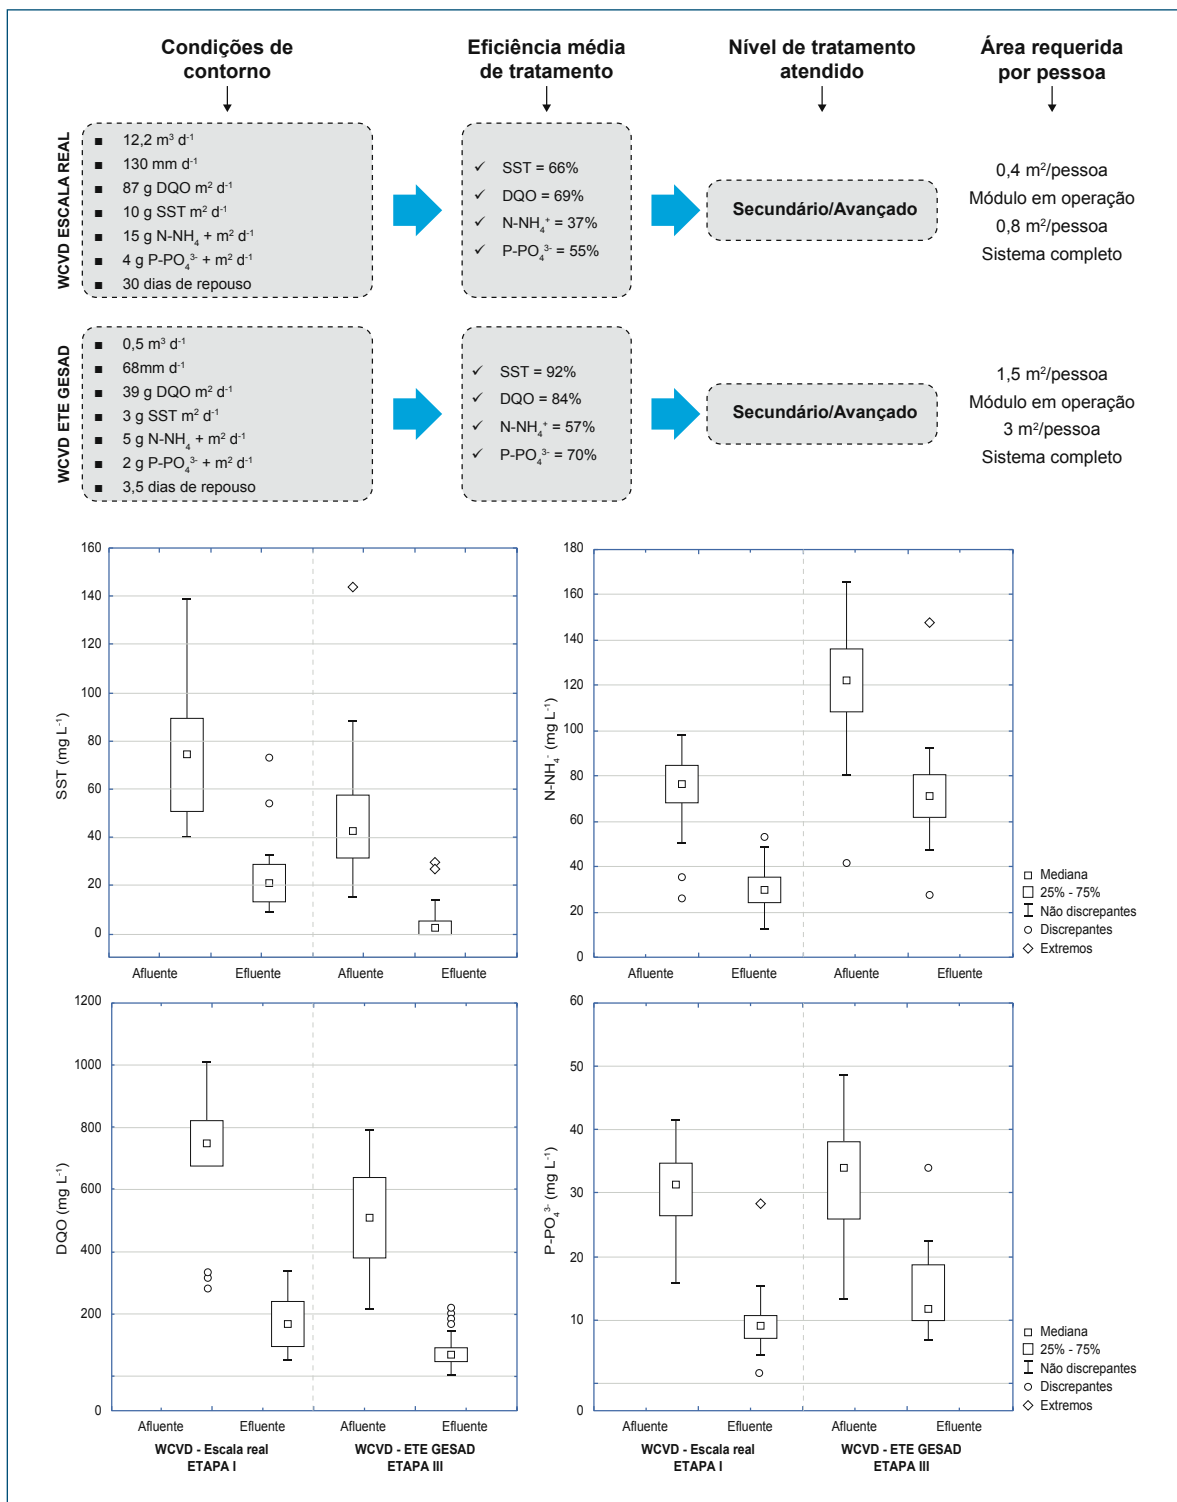 Condições de
contorno
Eficiência média
de tratamento
Nível de tratamento
atendido
Área requerida
por pessoa
WCVD ESCALA REAL
■ 12,2 m³ d⁻¹
■ 130 mm d⁻¹
■ 87 g DQO m² d⁻¹
■ 10 g SST m² d⁻¹
■ 15 g N-NH₄ + m² d⁻¹
■ 4 g P-PO₄³⁻ + m² d⁻¹
■ 30 dias de repouso
✓ SST = 66%
✓ DQO = 69%
✓ N-NH₄⁺ = 37%
✓ P-PO₄³⁻ = 55%
Secundário/Avançado
0,4 m²/pessoa
Módulo em operação
0,8 m²/pessoa
Sistema completo
WCVD ETE GESAD
■ 0,5 m³ d⁻¹
■ 68mm d⁻¹
■ 39 g DQO m² d⁻¹
■ 3 g SST m² d⁻¹
■ 5 g N-NH₄ + m² d⁻¹
■ 2 g P-PO₄³⁻ + m² d⁻¹
■ 3,5 dias de repouso
✓ SST = 92%
✓ DQO = 84%
✓ N-NH₄⁺ = 57%
✓ P-PO₄³⁻ = 70%
Secundário/Avançado
1,5 m²/pessoa
Módulo em operação
3 m²/pessoa
Sistema completo
SST (mg L⁻¹)
160
140
120
100
80
60
40
20
0
Afluente Efluente Afluente Efluente
N-NH₄⁻ (mg L⁻¹)
180
160
140
120
100
80
60
40
20
0
Afluente Efluente Afluente Efluente
Mediana
25% - 75%
Não discrepantes
Discrepantes
Extremos
DQO (mg L⁻¹)
1200
1000
800
600
400
200
0
Afluente Efluente Afluente Efluente
WCVD - Escala real WCVD - ETE GESAD
ETAPA I ETAPA III
P-PO₄³⁻ (mg L⁻¹)
60
50
40
30
20
10
0
Afluente Efluente Afluente Efluente
WCVD - Escala real WCVD - ETE GESAD
ETAPA I ETAPA III
Mediana
25% - 75%
Não discrepantes
Discrepantes
Extremos